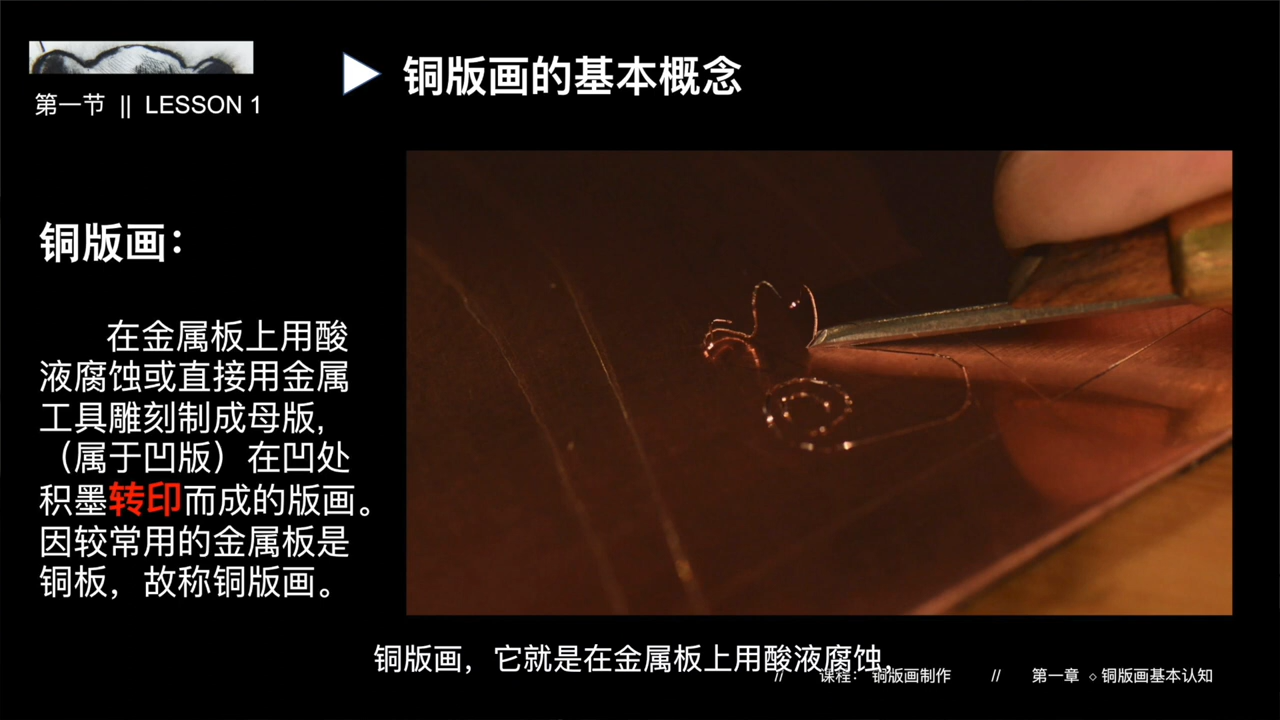 第一节 || LESSON 1
铜版画的基本概念
铜版画：
在金属板上用酸
液腐蚀或直接用金属
工具雕刻制成母版，
（属于凹版）在凹处
积墨转印而成的版画。
因较常用的金属板是
铜板，故称铜版画。
铜版画，它就是在金属板上用酸液腐蚀，
// 课程： 铜版画制作 // 第一章 ◇ 铜版画基本认知